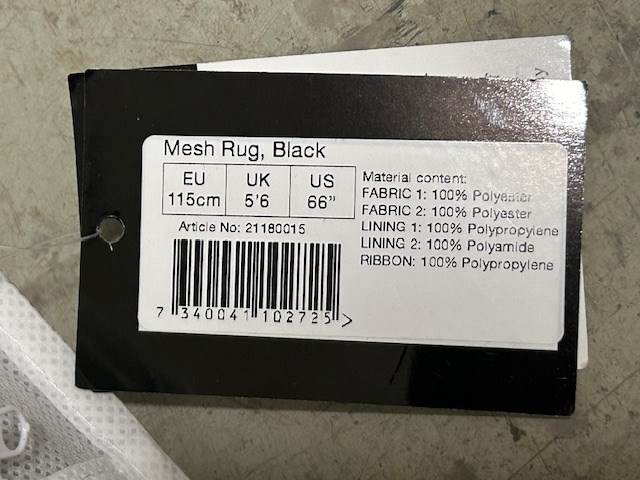 Mesh Rug, Black
EU UK US
115cm 5'6 66"
Article No: 21180015
7 340041 102725 >
Material content:
FABRIC 1: 100% Polyester
FABRIC 2: 100% Polyester
LINING 1: 100% Polypropylene
LINING 2: 100% Polyamide
RIBBON: 100% Polypropylene